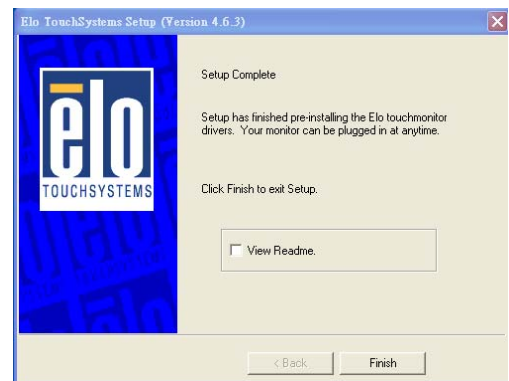 Elo TouchSystems Setup (Version 4.6.3)
elo
TOUCHSYSTEMS
Setup Complete
Setup has finished pre-installing the Elo touchmonitor
drivers. Your monitor can be plugged in at anytime.
Click Finish to exit Setup.
View Readme.
< Back
Finish